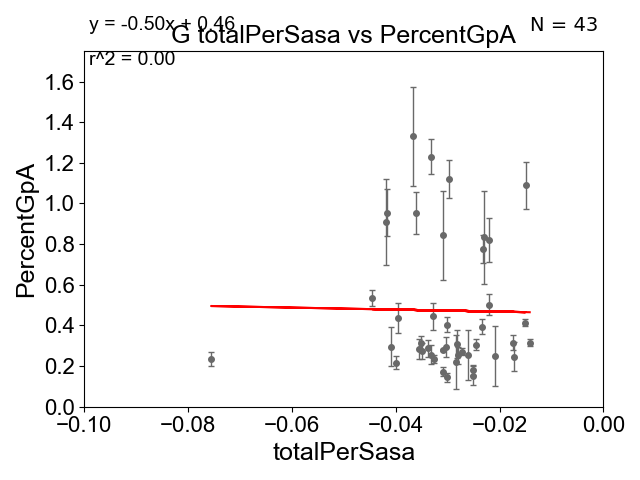 y = -0.50x + 0.46
N = 43
G totalPerSasa vs PercentGpA
r^2 = 0.00
1.6
1.4
1.2
1.0
0.8
0.6
0.4
0.2
0.0
PercentGpA
−0.10 −0.08 −0.06 −0.04 −0.02 0.00
totalPerSasa